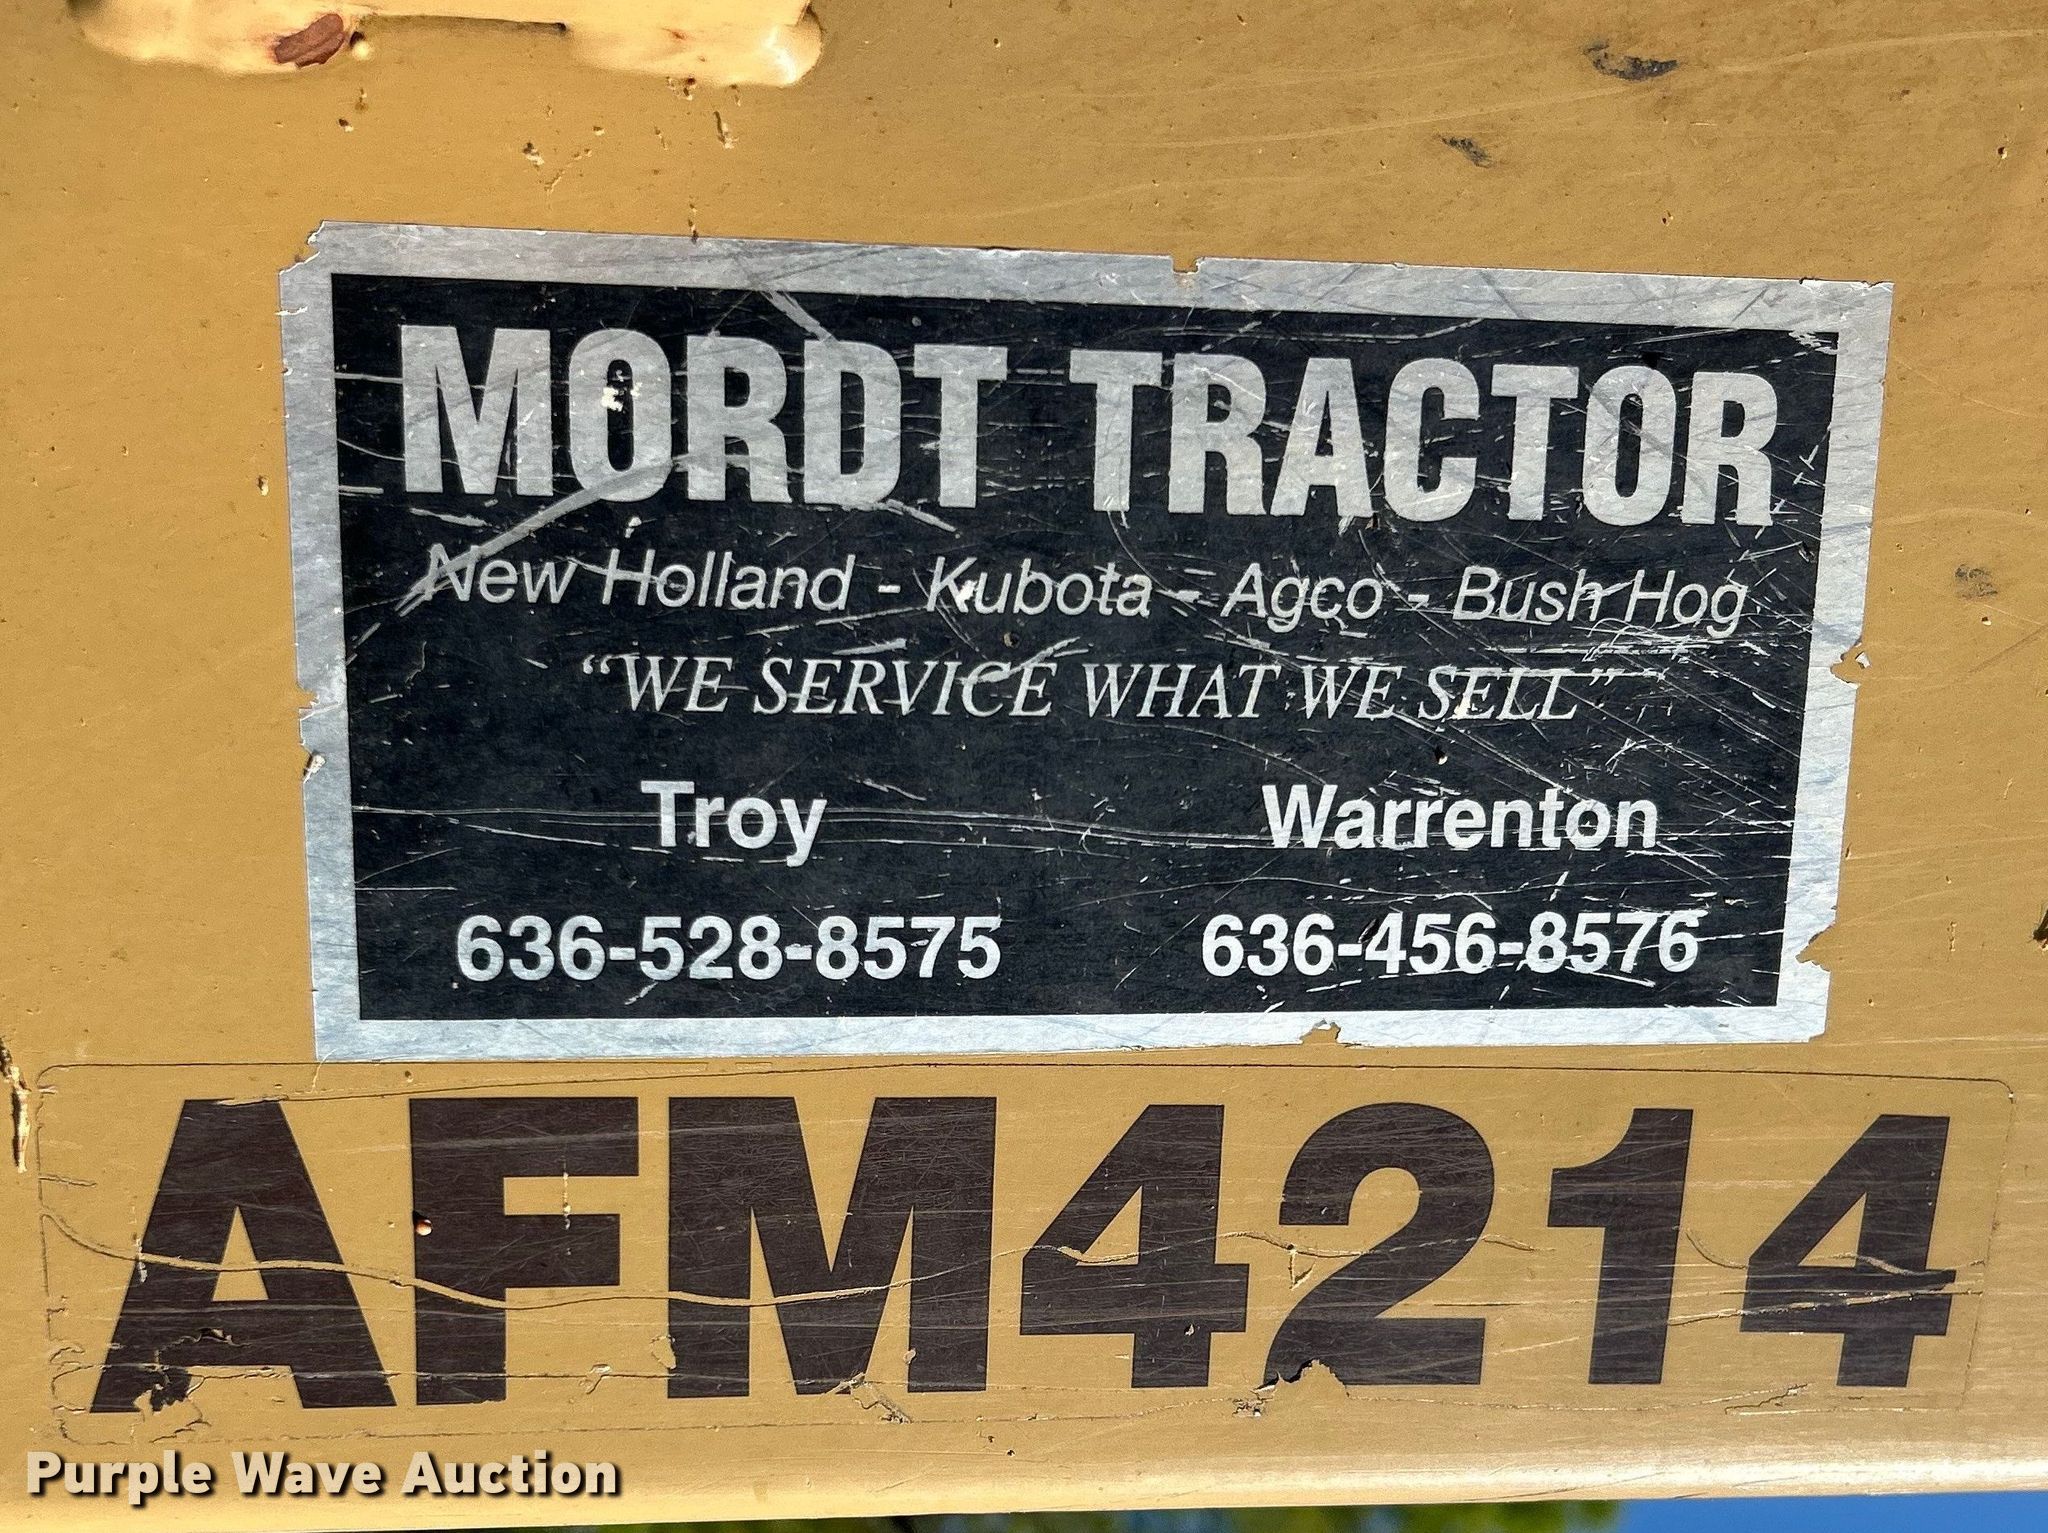 MORDT TRACTOR
New Holland - Kubota - Agco - Bush Hog
“WE SERVICE WHAT WE SELL”
Troy Warrenton
636-528-8575 636-456-8576
AFM4214
Purple Wave Auction